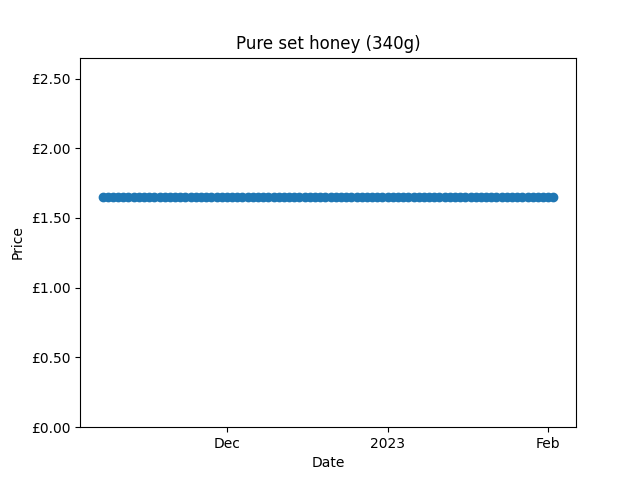 Pure set honey (340g)
£2.50
£2.00
£1.50
£1.00
£0.50
£0.00
Price
Dec
2023
Feb
Date